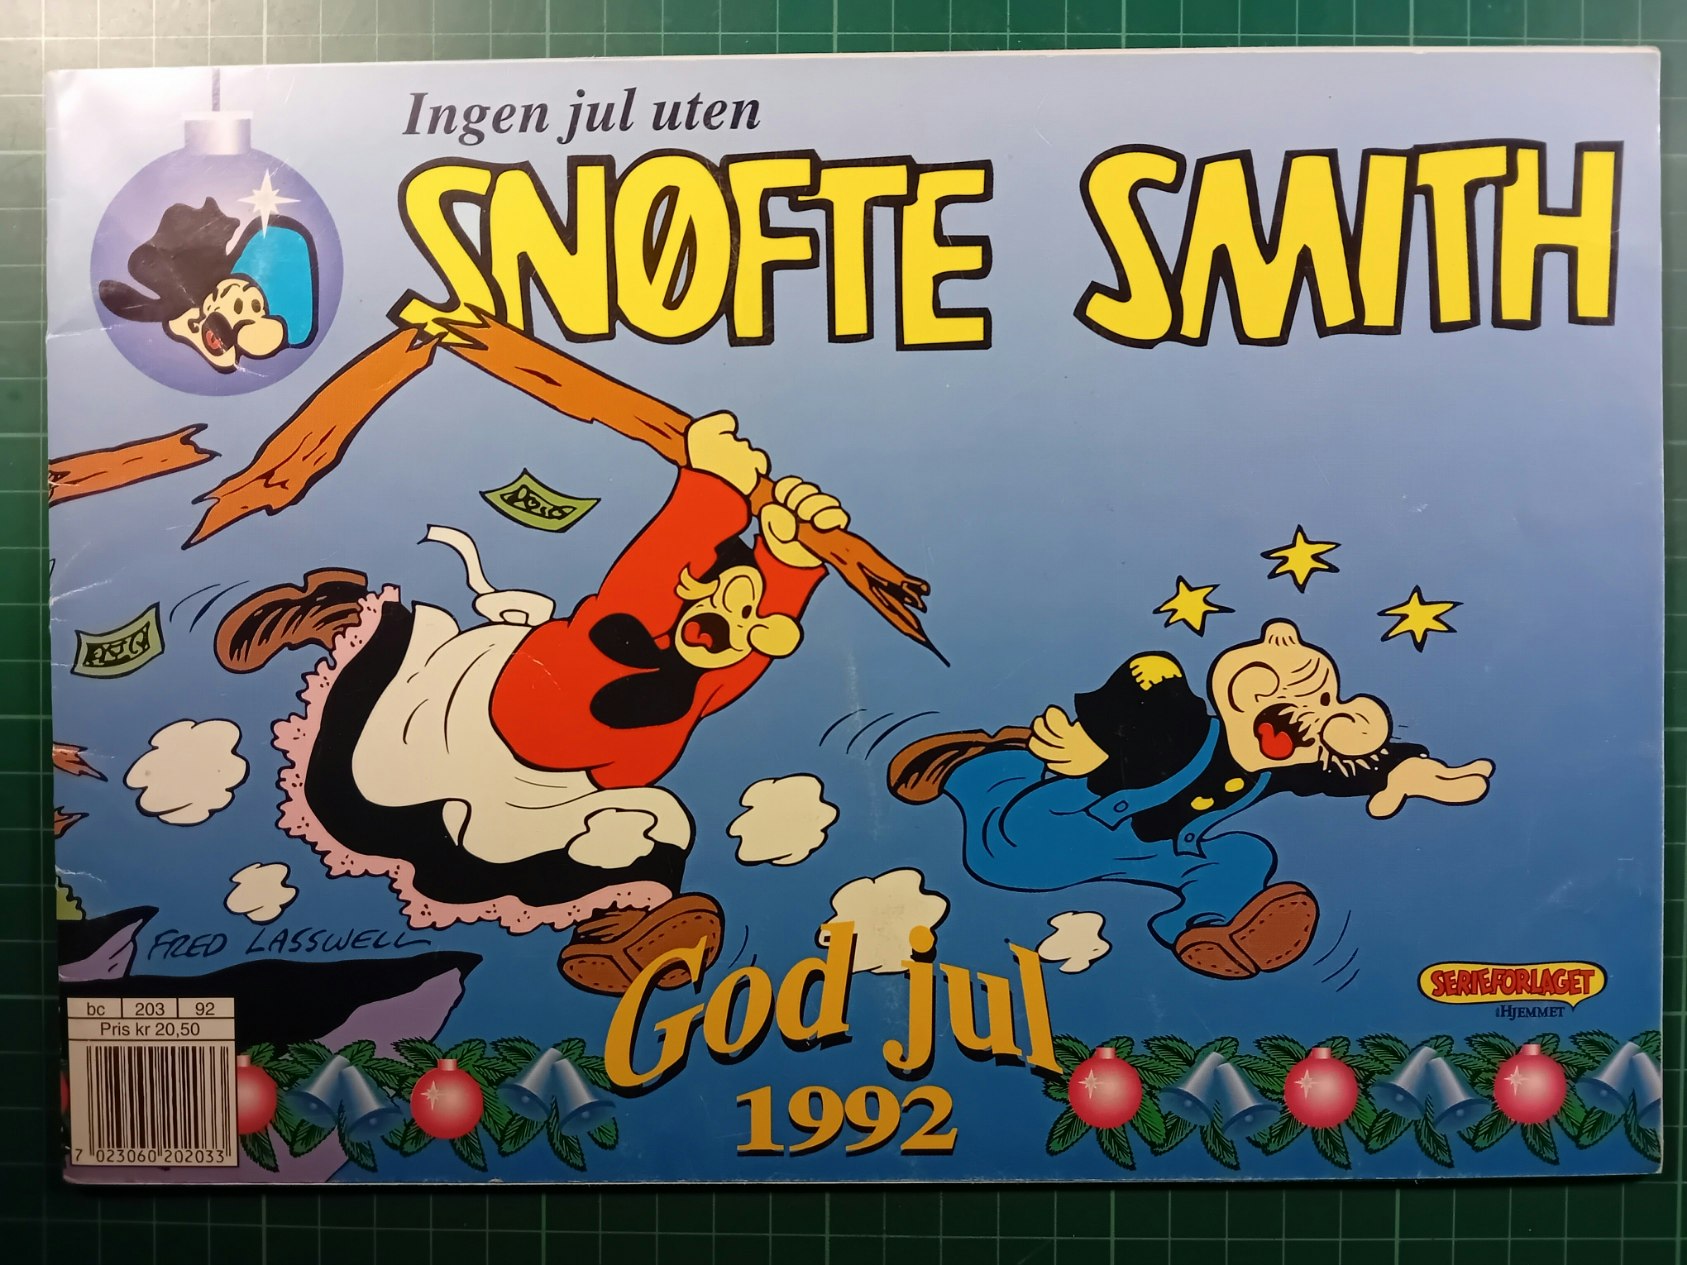 Ingen jul uten
SNØFTE SMITH
FRED LASSWELL
God jul
1992
SERIEFORLAGET
HJEMMET
bc 203 92
Pris kr 20,50
7 023060 202033